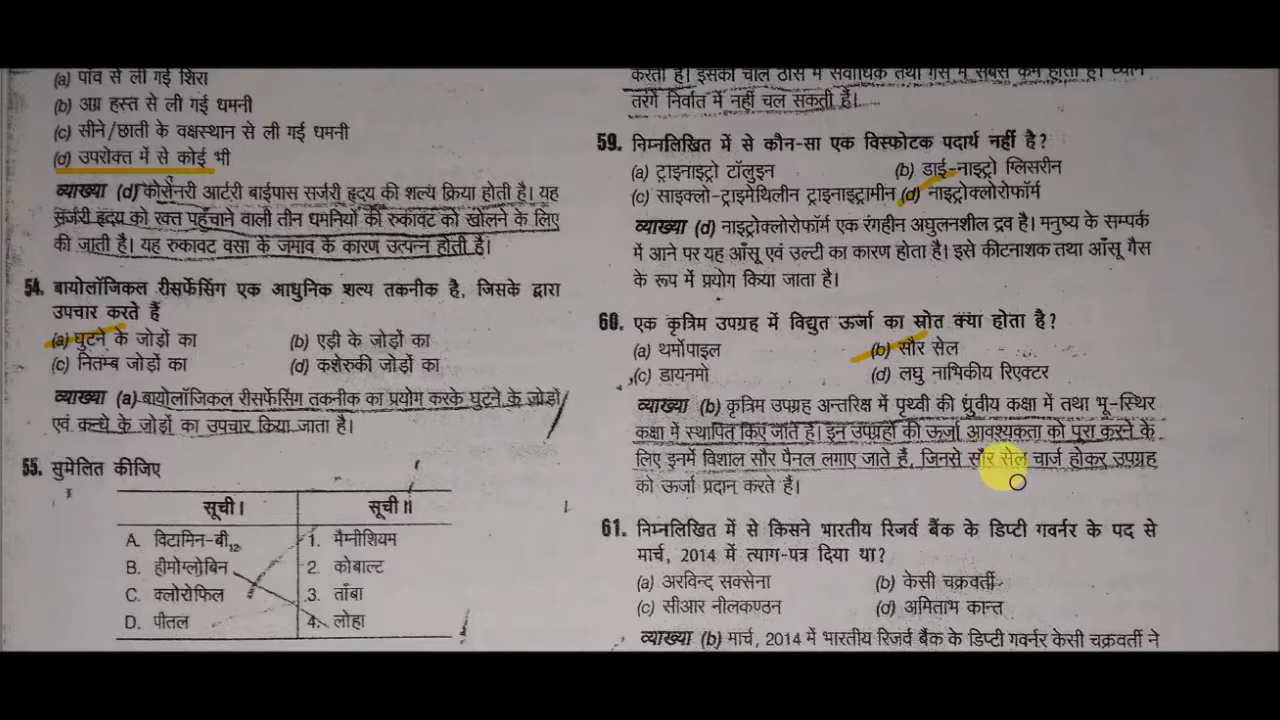 (a) पाँव से ली गई शिरा
(b) अग्र हस्त से ली गई धमनी
(c) सीने/छाती के वक्षस्थान से ली गई धमनी
(d) उपरोक्त में से कोई भी
व्याख्या (d) कोरोनरी आर्टरी बाईपास सर्जरी हृदय की शल्य क्रिया होती है। यह
सर्जरी हृदय को रक्त पहुँचाने वाली तीन धमनियों की रुकावट को खोलने के लिए
की जाती है। यह रुकावट वसा के जमाव के कारण उत्पन्न होती है।
54. बायोलॉजिकल रीसर्फेसिंग एक आधुनिक शल्य तकनीक है, जिसके द्वारा
उपचार करते हैं
(a) घुटने के जोड़ों का (b) एड़ी के जोड़ों का
(c) नितम्ब जोड़ों का (d) कशेरुकी जोड़ों का
व्याख्या (a) बायोलॉजिकल रीसर्फेसिंग तकनीक का प्रयोग करके घुटने के जोड़ों
एवं कन्धे के जोड़ों का उपचार किया जाता है।
55. सुमेलित कीजिए
सूची I सूची II
A. विटामिन-बी12 1. मैग्नीशियम
B. हीमोग्लोबिन 2. कोबाल्ट
C. क्लोरोफिल 3. ताँबा
D. पीतल 4. लोहा
करती है। इसकी चाल ठोस में सर्वाधिक तथा गैस में सबसे कम होती है। ध्वनि
तरंगें निर्वात में नहीं चल सकती हैं।
59. निम्नलिखित में से कौन-सा एक विस्फोटक पदार्थ नहीं है?
(a) ट्राइनाइट्रो टॉलुइन (b) डाई-नाइट्रो ग्लिसरीन
(c) साइक्लो-ट्राइमेथिलीन ट्राइनाइट्रामीन (d) नाइट्रोक्लोरोफॉर्म
व्याख्या (d) नाइट्रोक्लोरोफॉर्म एक रंगहीन अघुलनशील द्रव है। मनुष्य के सम्पर्क
में आने पर यह आँसू एवं उल्टी का कारण होता है। इसे कीटनाशक तथा आँसू गैस
के रूप में प्रयोग किया जाता है।
60. एक कृत्रिम उपग्रह में विद्युत ऊर्जा का स्रोत क्या होता है?
(a) थर्मोपाइल (b) सौर सेल
(c) डायनमो (d) लघु नाभिकीय रिएक्टर
व्याख्या (b) कृत्रिम उपग्रह अन्तरिक्ष में पृथ्वी की ध्रुवीय कक्षा में तथा भू-स्थिर
कक्षा में स्थापित किए जाते हैं। इन उपग्रहों की ऊर्जा आवश्यकता को पूरा करने के
लिए इनमें विशाल सौर पैनल लगाए जाते हैं, जिनसे सौर सेल चार्ज होकर उपग्रह
को ऊर्जा प्रदान करते हैं।
61. निम्नलिखित में से किसने भारतीय रिजर्व बैंक के डिप्टी गवर्नर के पद से
मार्च, 2014 में त्याग-पत्र दिया था?
(a) अरविन्द सक्सेना (b) केसी चक्रवर्ती
(c) सीआर नीलकण्ठन (d) अमिताभ कान्त
व्याख्या (b) मार्च, 2014 में भारतीय रिजर्व बैंक के डिप्टी गवर्नर केसी चक्रवर्ती ने